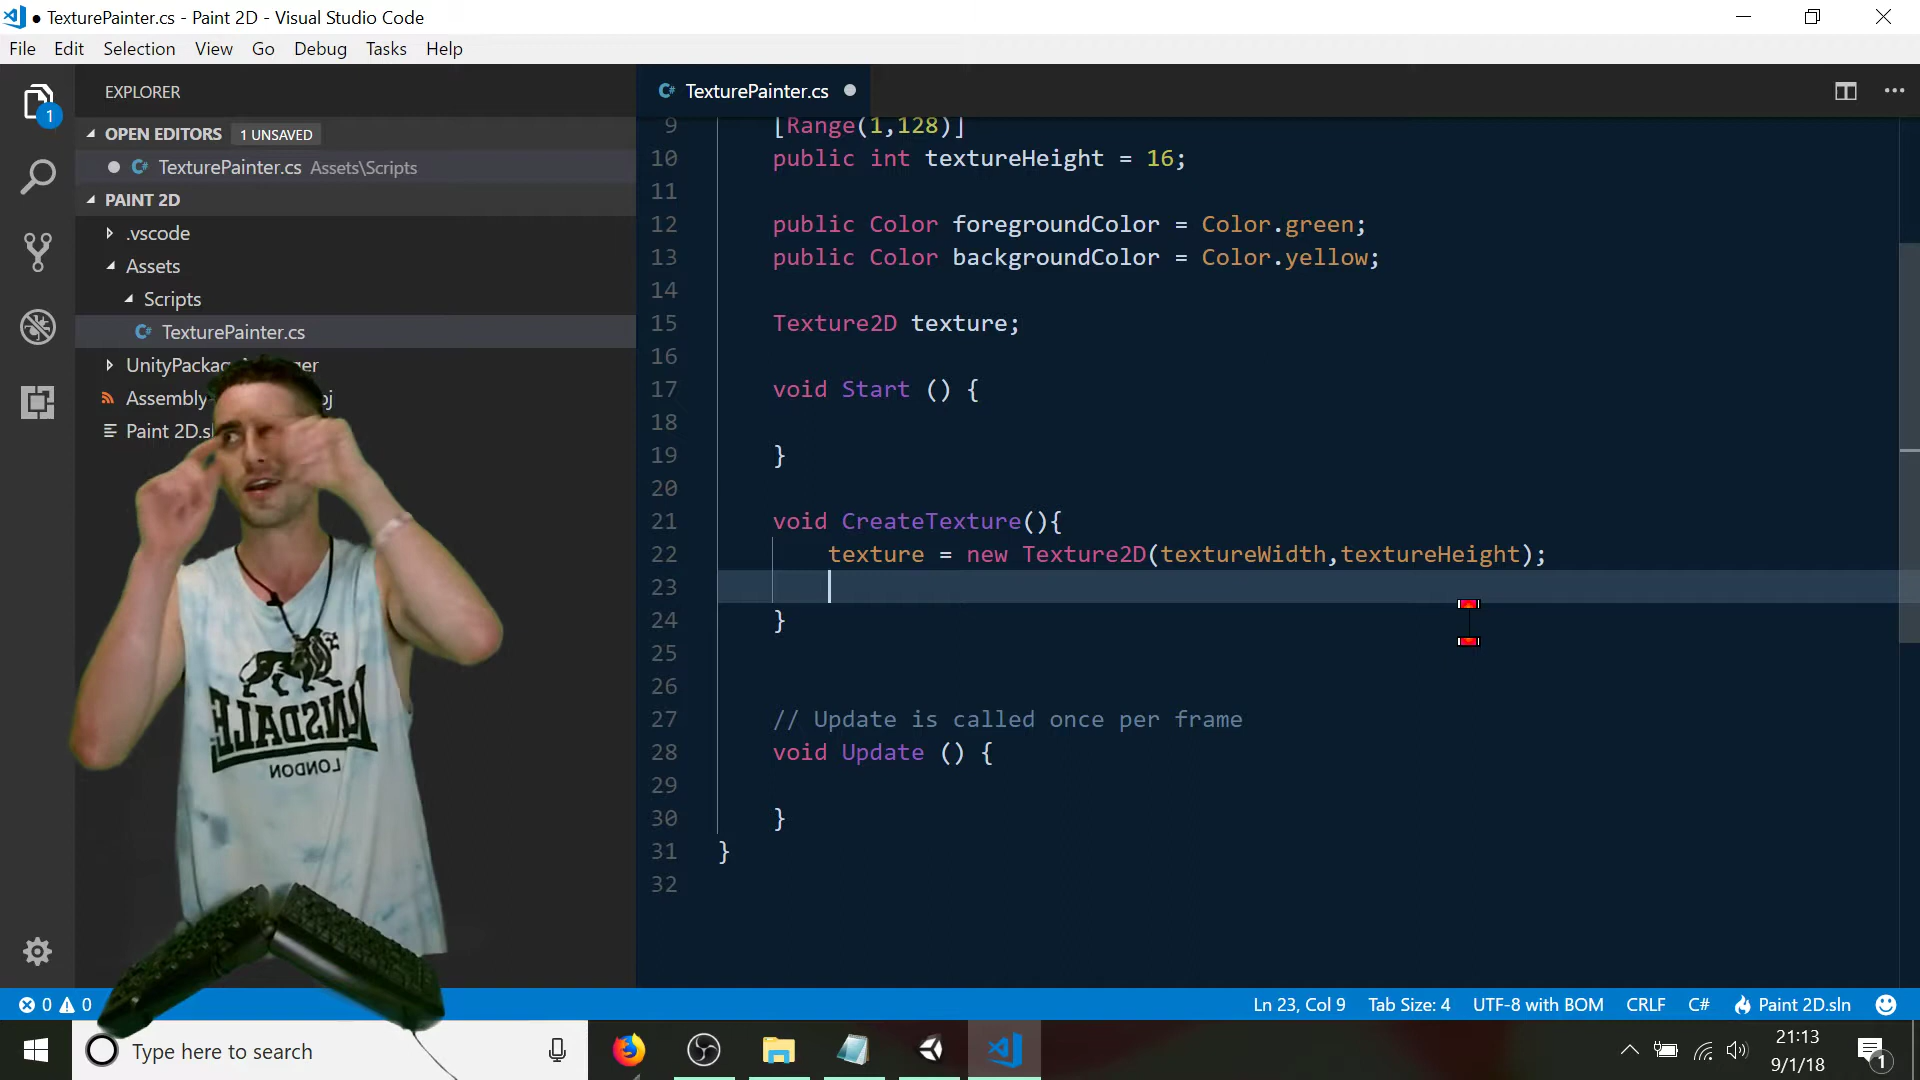 TexturePainter.cs - Paint 2D - Visual Studio Code
File Edit Selection View Go Debug Tasks Help
EXPLORER
OPEN EDITORS 1 UNSAVED
TexturePainter.cs Assets\Scripts
PAINT 2D
.vscode
Assets
Scripts
TexturePainter.cs
Assembly-
Paint 2D.sl
1
TexturePainter.cs
9 [Range(1,128)]
10 public int textureHeight = 16;
11
12 public Color foregroundColor = Color.green;
13 public Color backgroundColor = Color.yellow;
14
15 Texture2D texture;
16
17 void Start () {
18
19 }
20
21 void CreateTexture(){
22 texture = new Texture2D(textureWidth,textureHeight);
23
24 }
25
26
27 // Update is called once per frame
28 void Update () {
29
30 }
31 }
32
LONSDALE
LONDON
0 0
Ln 23, Col 9 Tab Size: 4 UTF-8 with BOM CRLF C# Paint 2D.sln
Type here to search
21:13
9/1/18
1